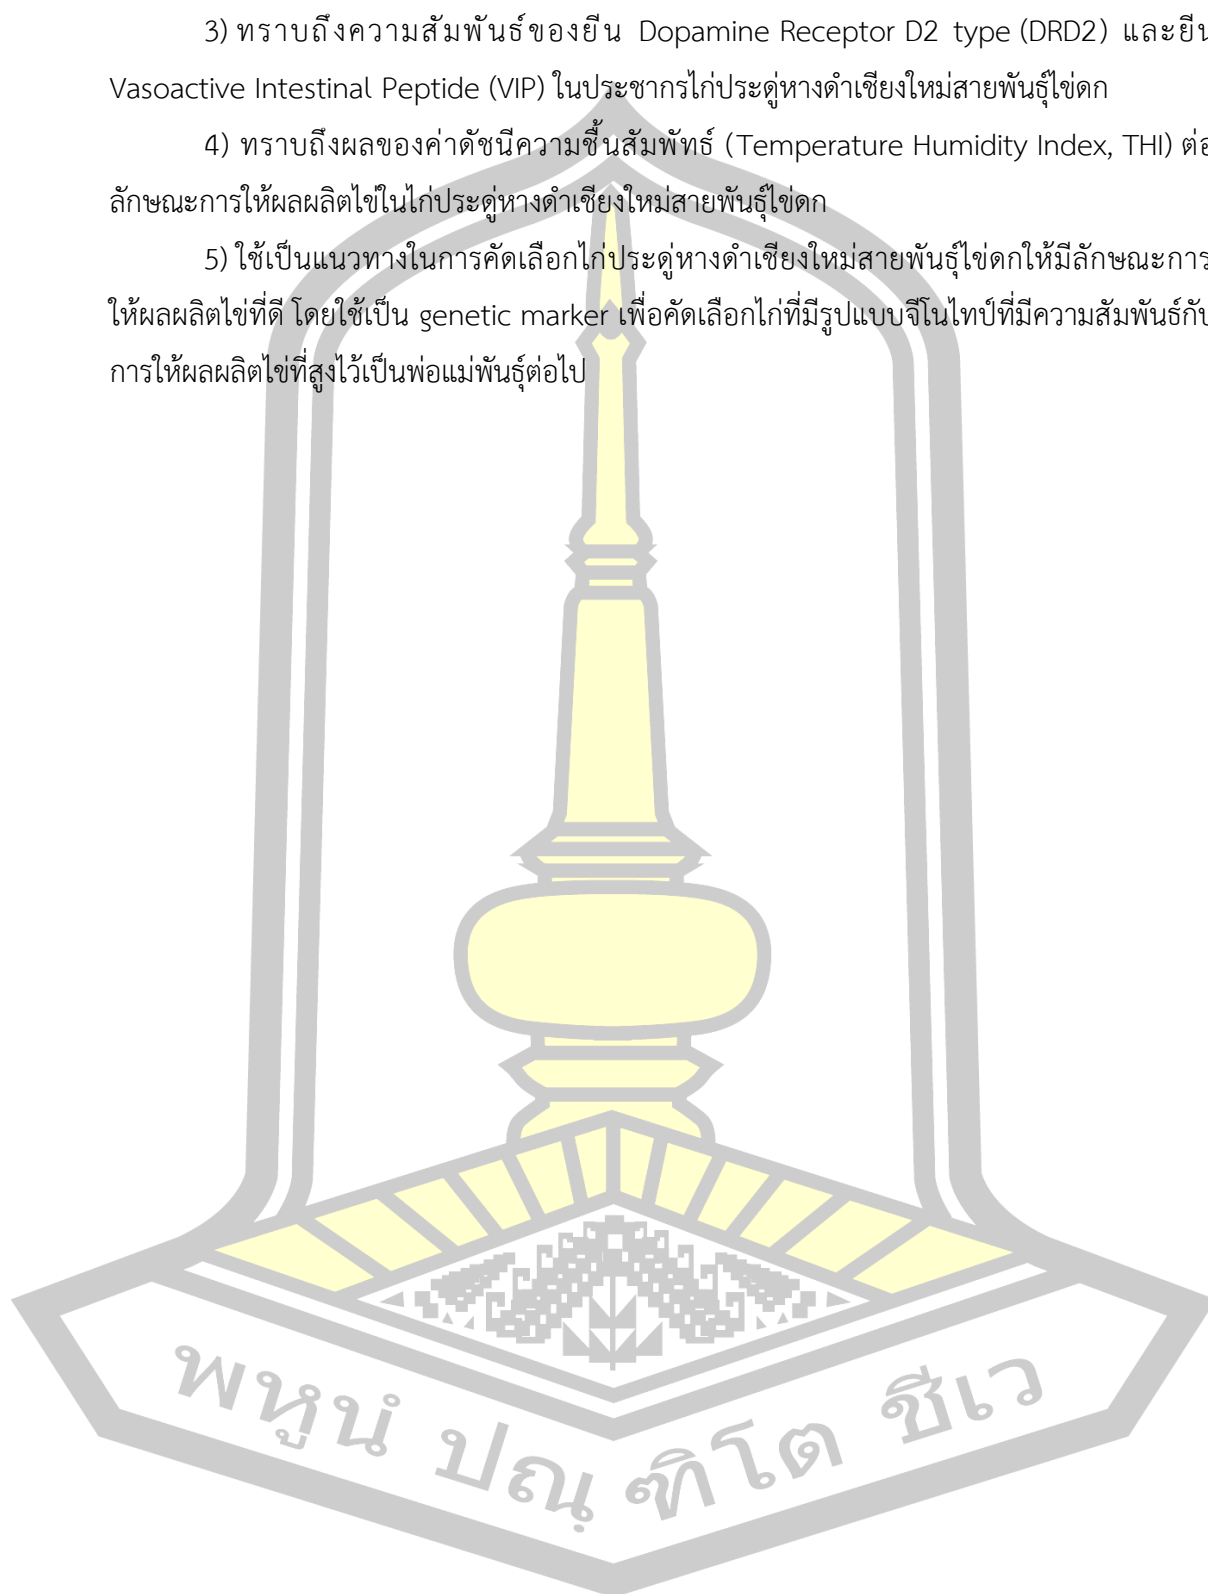 3) ทราบถึงความสัมพันธ์ของยีน Dopamine Receptor D2 type (DRD2) และยีน
Vasoactive Intestinal Peptide (VIP) ในประชากรไก่ประดู่หางดำเชียงใหม่สายพันธุ์ไข่ดก
4) ทราบถึงผลของค่าดัชนีความชื้นสัมพัทธ์ (Temperature Humidity Index, THI) ต่อ
ลักษณะการให้ผลผลิตไข่ในไก่ประดู่หางดำเชียงใหม่สายพันธุ์ไข่ดก
5) ใช้เป็นแนวทางในการคัดเลือกไก่ประดู่หางดำเชียงใหม่สายพันธุ์ไข่ดกให้มีลักษณะการ
ให้ผลผลิตไข่ที่ดี โดยใช้เป็น genetic marker เพื่อคัดเลือกไก่ที่มีรูปแบบจีโนไทป์ที่มีความสัมพันธ์กับ
การให้ผลผลิตไข่ที่สูงไว้เป็นพ่อแม่พันธุ์ต่อไป
พหูนํ ปณฺ ฑิโต ชีเว